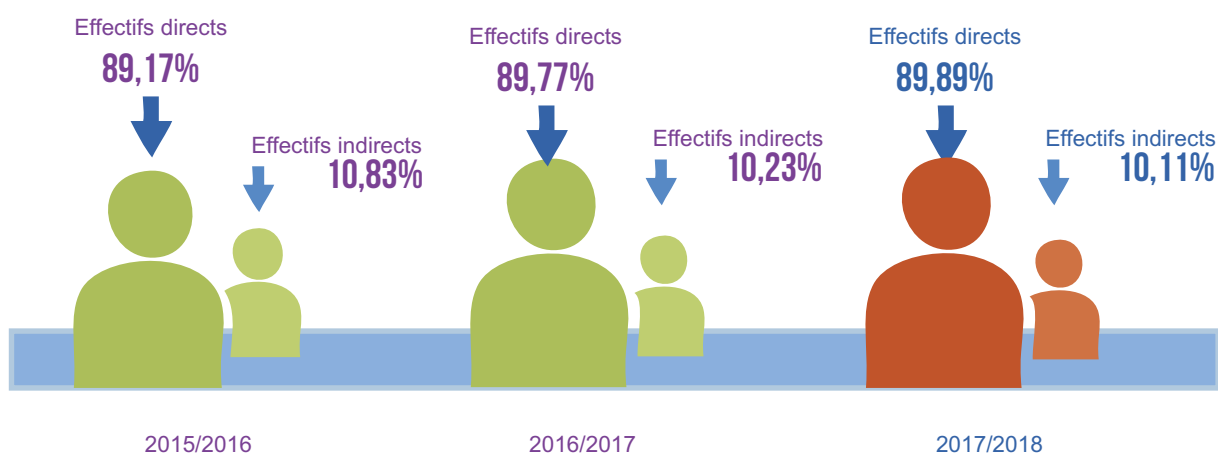 Effectifs directs
89,17%
Effectifs indirects
10,83%
2015/2016
Effectifs directs
89,77%
Effectifs indirects
10,23%
2016/2017
Effectifs directs
89,89%
Effectifs indirects
10,11%
2017/2018